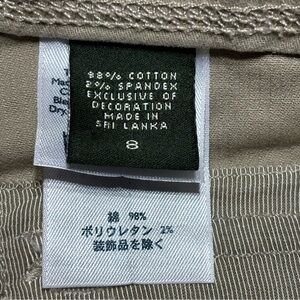 98% COTTON
2% SPANDEX
EXCLUSIVE OF
DECORATION
MADE IN
SRI LANKA
8
綿 98%
ポリウレタン 2%
装飾品を除く